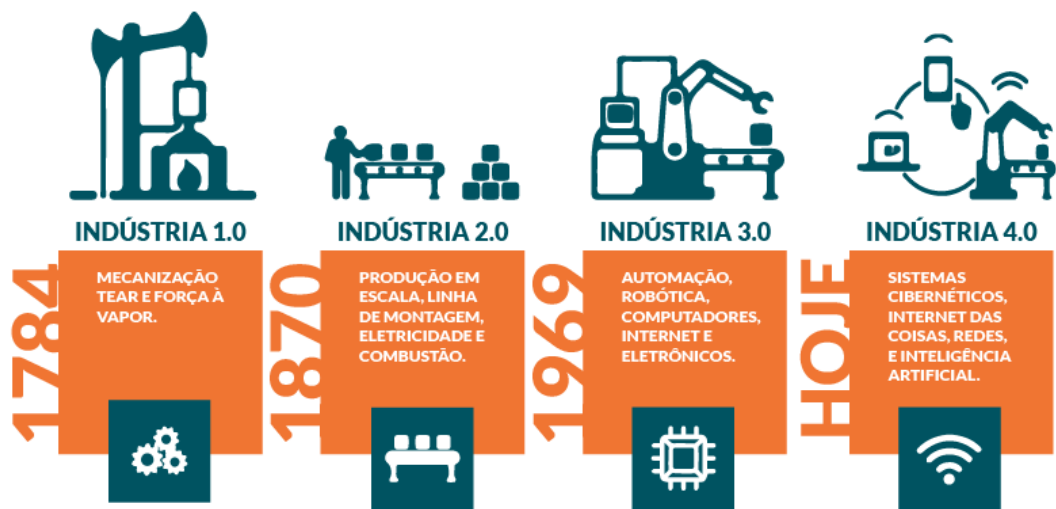 INDÚSTRIA 1.0
1784
MECANIZAÇÃO
TEAR E FORÇA À
VAPOR.
INDÚSTRIA 2.0
1870
PRODUÇÃO EM
ESCALA, LINHA
DE MONTAGEM,
ELETRICIDADE E
COMBUSTÃO.
INDÚSTRIA 3.0
1969
AUTOMAÇÃO,
ROBÓTICA,
COMPUTADORES,
INTERNET E
ELETRÔNICOS.
INDÚSTRIA 4.0
HOJE
SISTEMAS
CIBERNÉTICOS,
INTERNET DAS
COISAS, REDES,
E INTELIGÊNCIA
ARTIFICIAL.